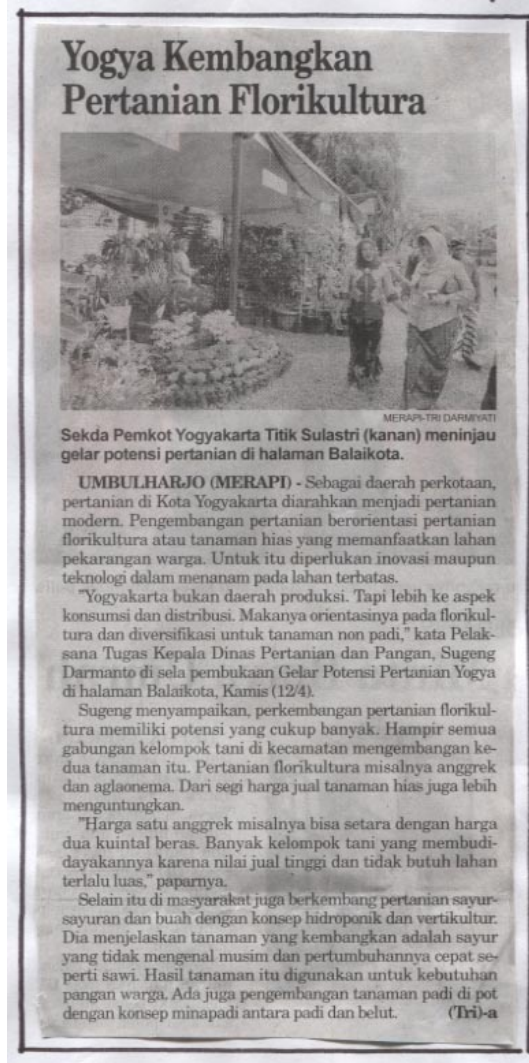 Yogya Kembangkan
Pertanian Florikultura
MERAPI-TRI DARMIYATI
Sekda Pemkot Yogyakarta Titik Sulastri (kanan) meninjau
gelar potensi pertanian di halaman Balaikota.
UMBULHARJO (MERAPI) - Sebagai daerah perkotaan,
pertanian di Kota Yogyakarta diarahkan menjadi pertanian
modern. Pengembangan pertanian berorientasi pertanian
florikultura atau tanaman hias yang memanfaatkan lahan
pekarangan warga. Untuk itu diperlukan inovasi maupun
teknologi dalam menanam pada lahan terbatas.
"Yogyakarta bukan daerah produksi. Tapi lebih ke aspek
konsumsi dan distribusi. Makanya orientasinya pada florikul-
tura dan diversifikasi untuk tanaman non padi," kata Pelak-
sana Tugas Kepala Dinas Pertanian dan Pangan, Sugeng
Darmanto di sela pembukaan Gelar Potensi Pertanian Yogya
di halaman Balaikota, Kamis (12/4).
Sugeng menyampaikan, perkembangan pertanian florikul-
tura memiliki potensi yang cukup banyak. Hampir semua
gabungan kelompok tani di kecamatan mengembangan ke-
dua tanaman itu. Pertanian florikultura misalnya anggrek
dan aglaonema. Dari segi harga jual tanaman hias juga lebih
menguntungkan.
"Harga satu anggrek misalnya bisa setara dengan harga
dua kuintal beras. Banyak kelompok tani yang membudi-
dayakannya karena nilai jual tinggi dan tidak butuh lahan
terlalu luas," paparnya.
Selain itu di masyarakat juga berkembang pertanian sayur-
sayuran dan buah dengan konsep hidroponik dan vertikultur.
Dia menjelaskan tanaman yang kembangkan adalah sayur
yang tidak mengenal musim dan pertumbuhannya cepat se-
perti sawi. Hasil tanaman itu digunakan untuk kebutuhan
pangan warga. Ada juga pengembangan tanaman padi di pot
dengan konsep minapadi antara padi dan belut. (Tri)-a